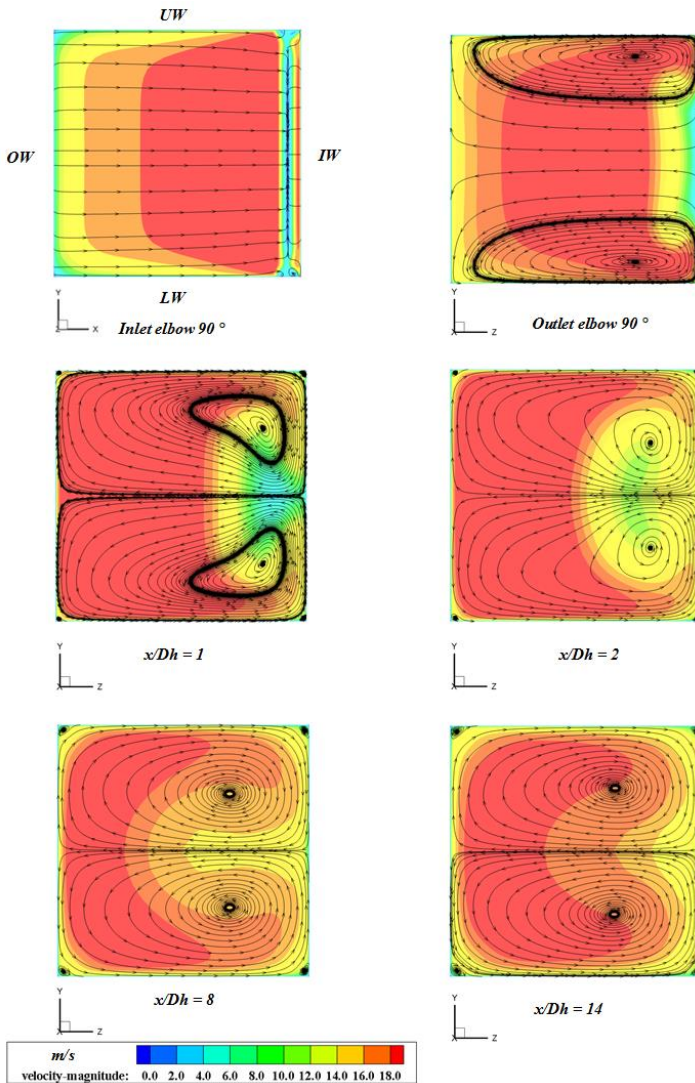 UW
OW
IW
LW
Y
Z
X
Inlet elbow 90 °
Y
X
Z
Outlet elbow 90 °
Y
X
Z
x/Dh = 1
Y
X
Z
x/Dh = 2
Y
X
Z
x/Dh = 8
Y
X
Z
x/Dh = 14
m/s
velocity-magnitude: 0.0 2.0 4.0 6.0 8.0 10.0 12.0 14.0 16.0 18.0